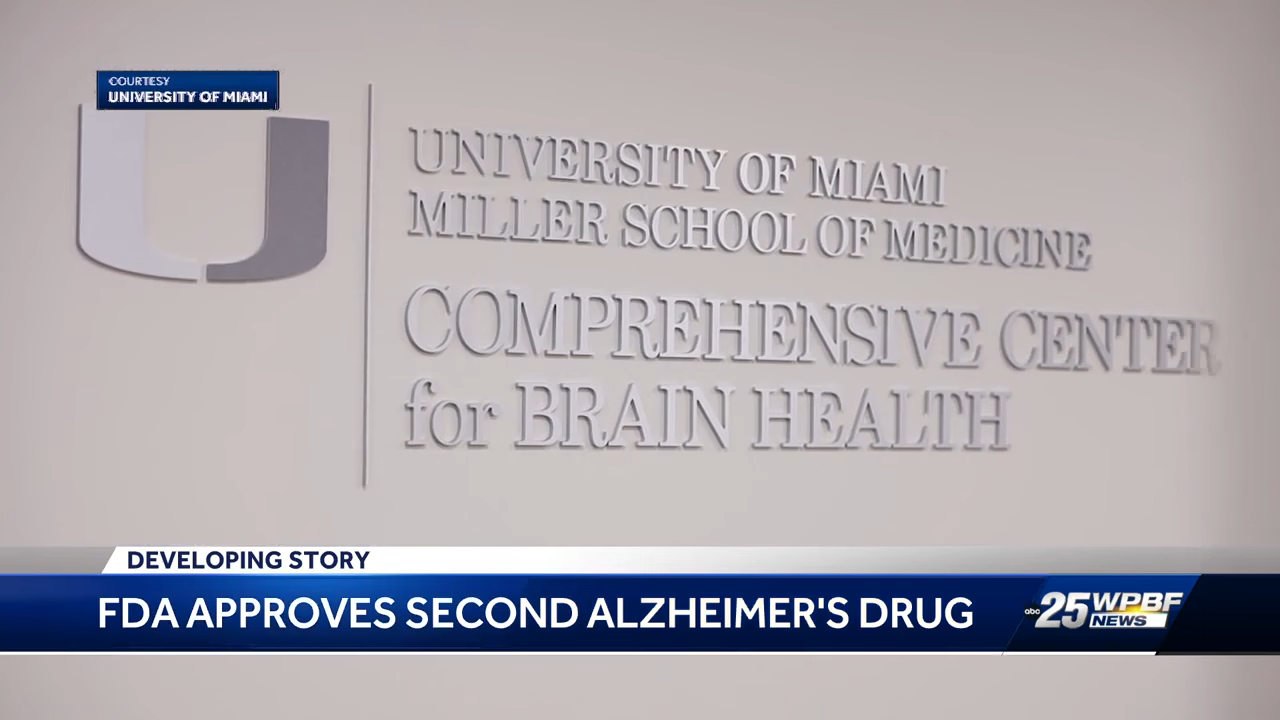 COURTESY
UNIVERSITY OF MIAMI
UNIVERSITY OF MIAMI
MILLER SCHOOL OF MEDICINE
COMPREHENSIVE CENTER
for BRAIN HEALTH
DEVELOPING STORY
FDA APPROVES SECOND ALZHEIMER'S DRUG
abc 25 WPBF
NEWS